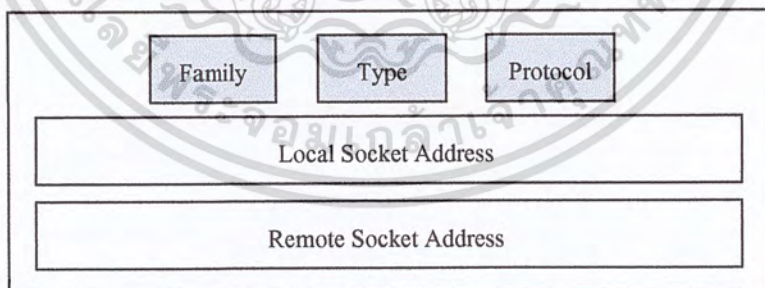 Family Type Protocol
Local Socket Address
Remote Socket Address